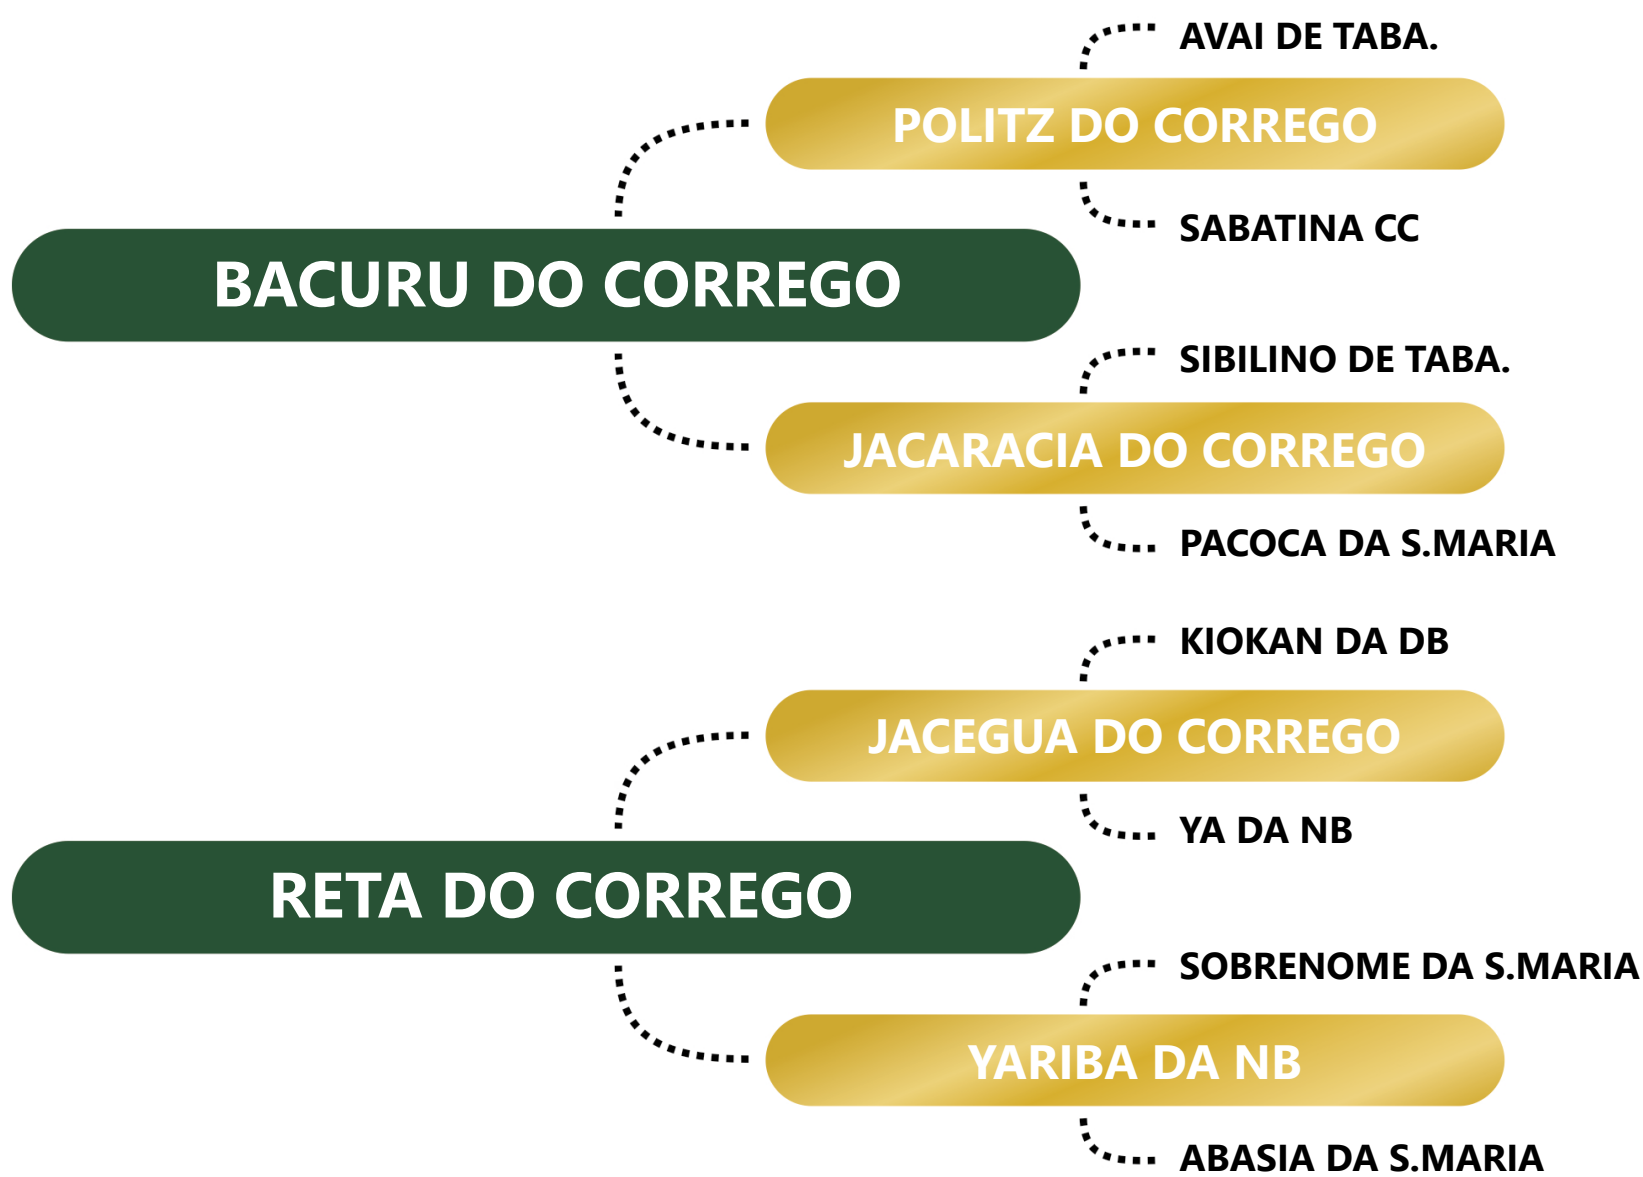 AVAI DE TABA.
POLITZ DO CORREGO
SABATINA CC
BACURU DO CORREGO
SIBILINO DE TABA.
JACARACIA DO CORREGO
PACOCA DA S.MARIA
KIOKAN DA DB
JACEGUA DO CORREGO
YA DA NB
RETA DO CORREGO
SOBRENOME DA S.MARIA
YARIBA DA NB
ABASIA DA S.MARIA